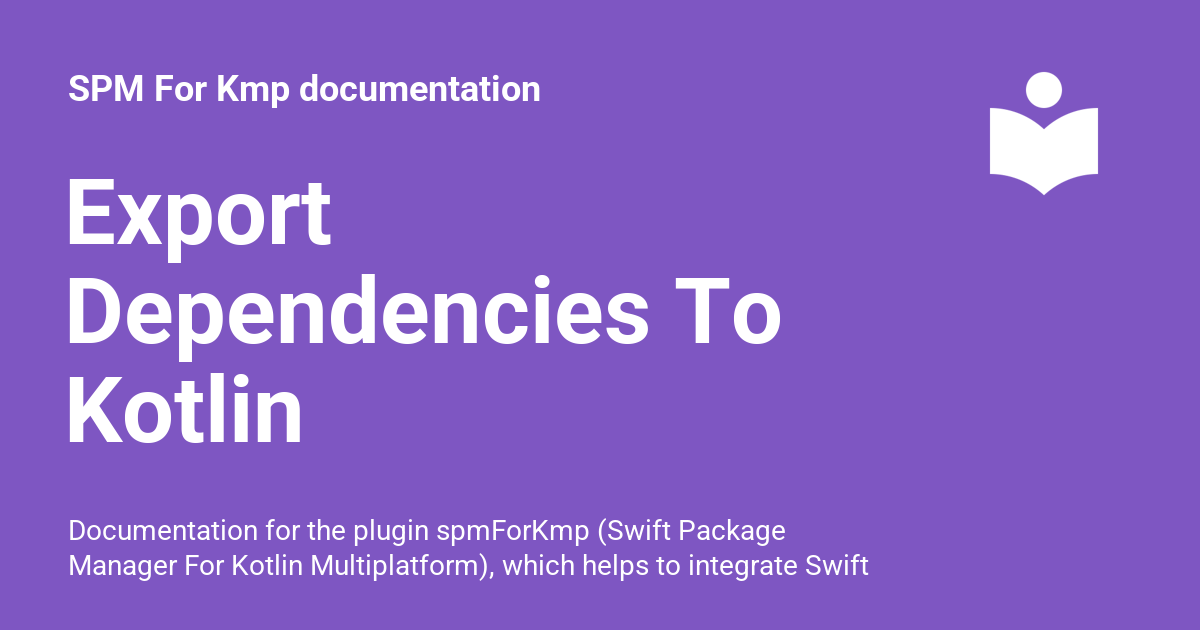 SPM For Kmp documentation
Export
Dependencies To
Kotlin
Documentation for the plugin spmForKmp (Swift Package
Manager For Kotlin Multiplatform), which helps to integrate Swift